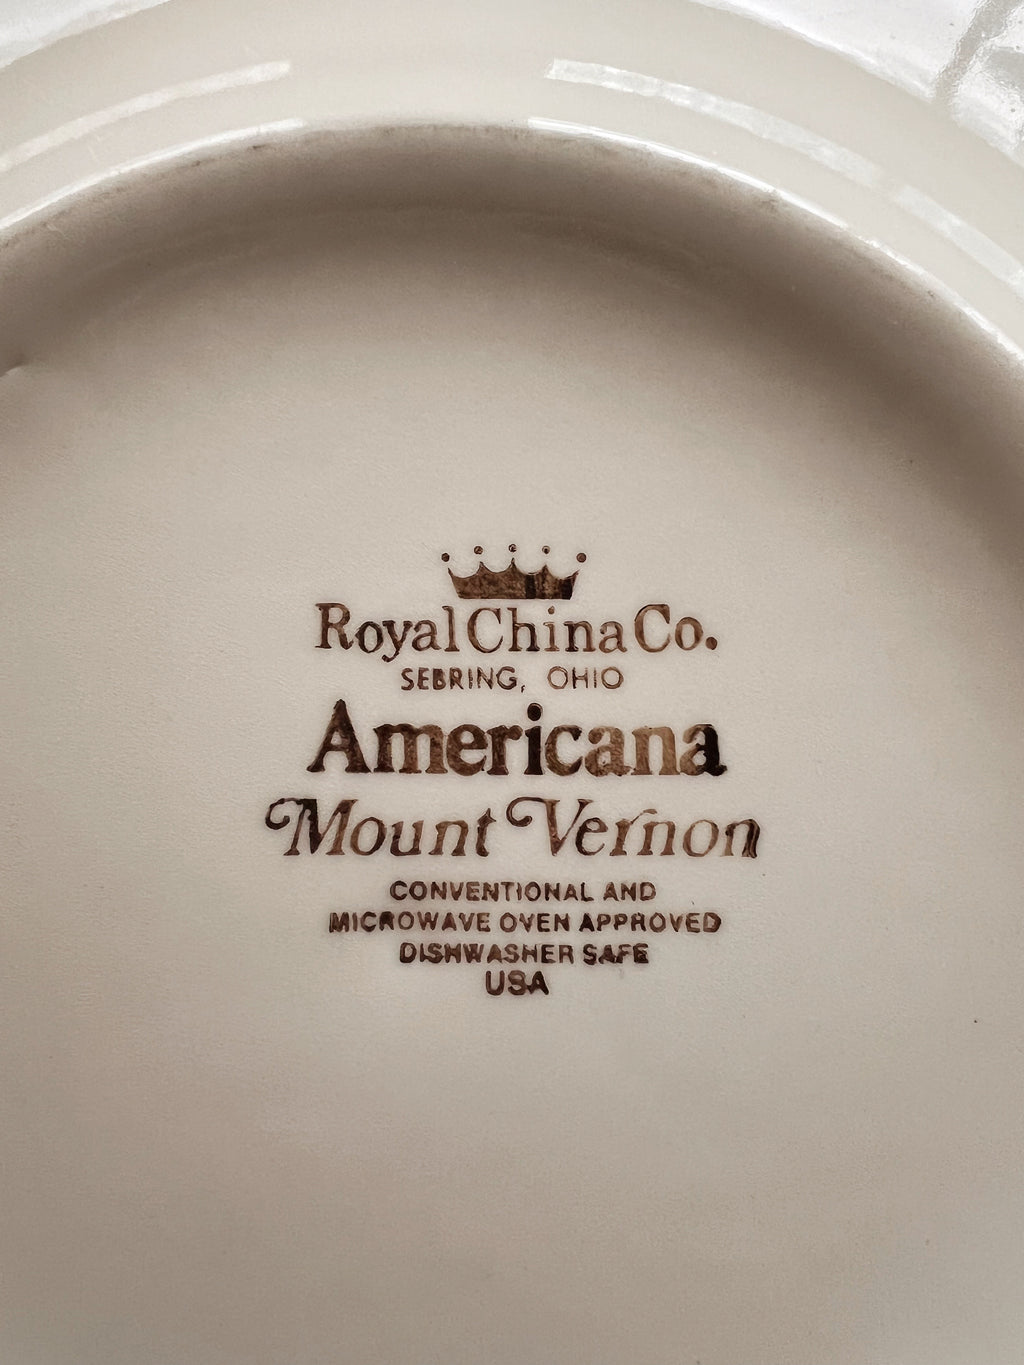 Royal China Co.
SEBRING, OHIO
Americana
Mount Vernon
CONVENTIONAL AND
MICROWAVE OVEN APPROVED
DISHWASHER SAFE
USA